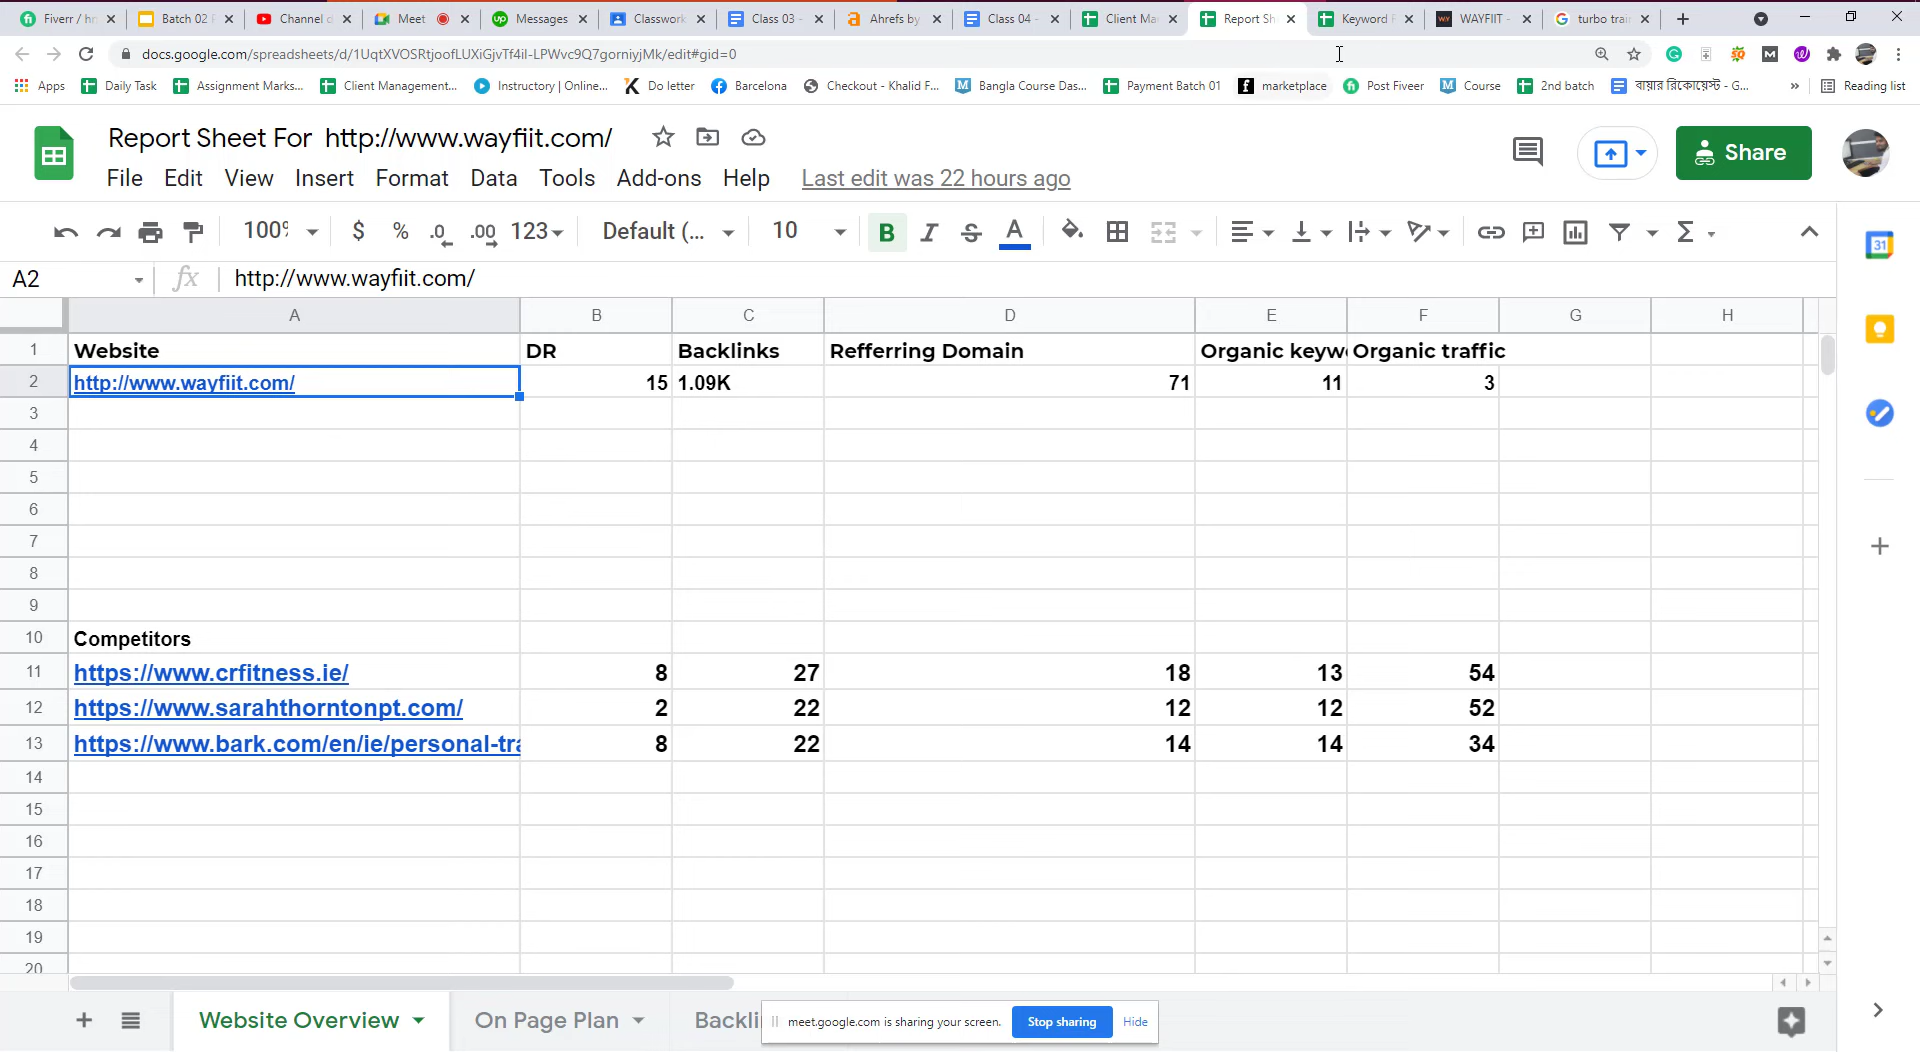 Fiverr / hr
Batch 02 F
Channel d
Meet
Messages
Classwork
Class 03 -
Ahrefs by
Class 04 -
Client Ma
Report Sh
Keyword F
WAYFIIT -
turbo trai
docs.google.com/spreadsheets/d/1UqtXVOSRtjoofLUXiGjvTf4iI-LPWvc9Q7gorniyjMk/edit#gid=0
Apps
Daily Task
Assignment Marks...
Client Management...
Instructory | Online...
Do letter
Barcelona
Checkout - Khalid F...
Bangla Course Das...
Payment Batch 01
marketplace
Post Fiveer
Course
2nd batch
বায়ার রিকোয়েস্ট - G...
»
Reading list
Report Sheet For http://www.wayfiit.com/
Share
File Edit View Insert Format Data Tools Add-ons Help Last edit was 22 hours ago
100% $ % .0 .00 123 Default (... 10 B I S A Σ
A2 fx http://www.wayfiit.com/
A B C D E F G H
1 Website DR Backlinks Refferring Domain Organic keyw Organic traffic
2 http://www.wayfiit.com/ 15 1.09K 71 11 3
3
4
5
6
7
8
9
10 Competitors
11 https://www.crfitness.ie/ 8 27 18 13 54
12 https://www.sarahthorntonpt.com/ 2 22 12 12 52
13 https://www.bark.com/en/ie/personal-tra 8 22 14 14 34
14
15
16
17
18
19
20
31
Website Overview On Page Plan Backli
meet.google.com is sharing your screen. Stop sharing Hide